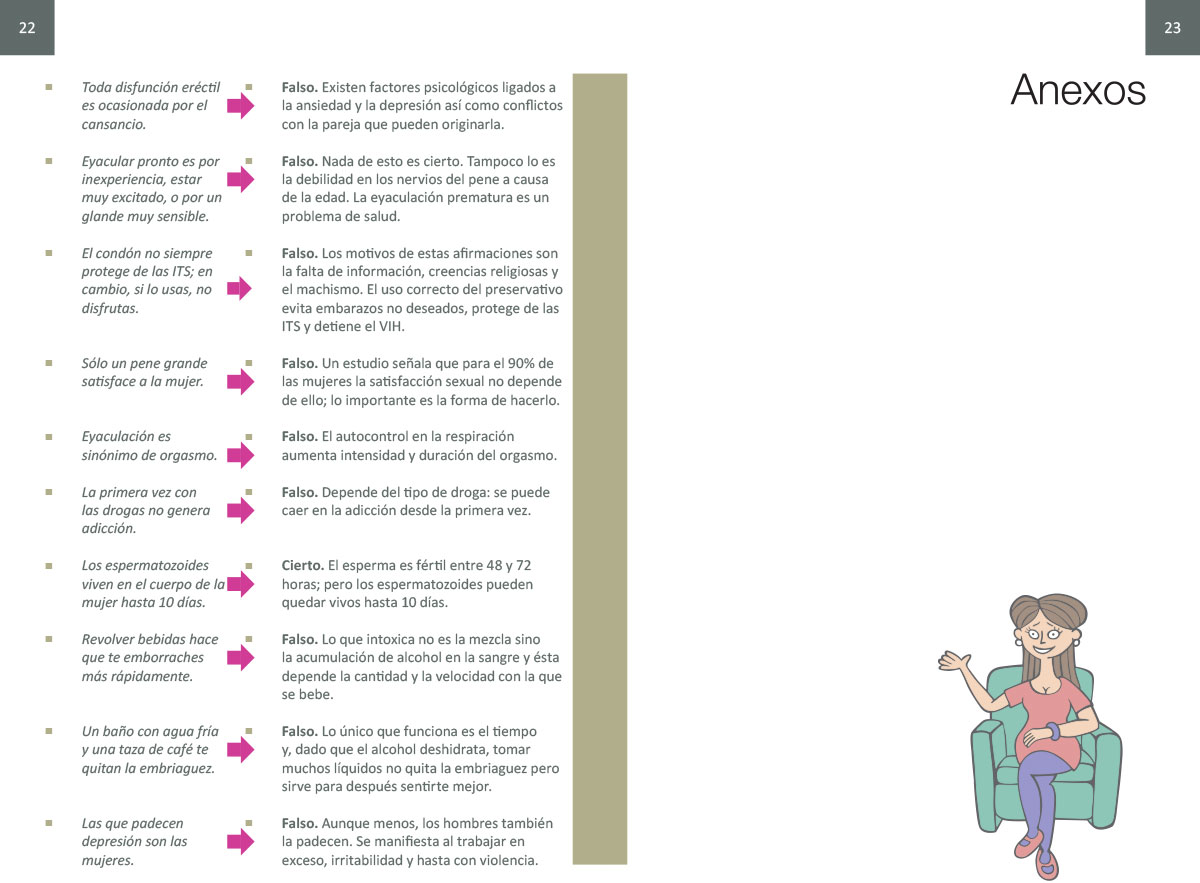 22
Toda disfunción eréctil
es ocasionada por el
cansancio.
Falso. Existen factores psicológicos ligados a
la ansiedad y la depresión así como conflictos
con la pareja que pueden originarla.
Eyacular pronto es por
inexperiencia, estar
muy excitado, o por un
glande muy sensible.
Falso. Nada de esto es cierto. Tampoco lo es
la debilidad en los nervios del pene a causa
de la edad. La eyaculación prematura es un
problema de salud.
El condón no siempre
protege de las ITS; en
cambio, si lo usas, no
disfrutas.
Falso. Los motivos de estas afirmaciones son
la falta de información, creencias religiosas y
el machismo. El uso correcto del preservativo
evita embarazos no deseados, protege de las
ITS y detiene el VIH.
Sólo un pene grande
satisface a la mujer.
Falso. Un estudio señala que para el 90% de
las mujeres la satisfacción sexual no depende
de ello; lo importante es la forma de hacerlo.
Eyaculación es
sinónimo de orgasmo.
Falso. El autocontrol en la respiración
aumenta intensidad y duración del orgasmo.
La primera vez con
las drogas no genera
adicción.
Falso. Depende del tipo de droga: se puede
caer en la adicción desde la primera vez.
Los espermatozoides
viven en el cuerpo de la
mujer hasta 10 días.
Cierto. El esperma es fértil entre 48 y 72
horas; pero los espermatozoides pueden
quedar vivos hasta 10 días.
Revolver bebidas hace
que te emborraches
más rápidamente.
Falso. Lo que intoxica no es la mezcla sino
la acumulación de alcohol en la sangre y ésta
depende la cantidad y la velocidad con la que
se bebe.
Un baño con agua fría
y una taza de café te
quitan la embriaguez.
Falso. Lo único que funciona es el tiempo
y, dado que el alcohol deshidrata, tomar
muchos líquidos no quita la embriaguez pero
sirve para después sentirte mejor.
Las que padecen
depresión son las
mujeres.
Falso. Aunque menos, los hombres también
la padecen. Se manifiesta al trabajar en
exceso, irritabilidad y hasta con violencia.
23
Anexos